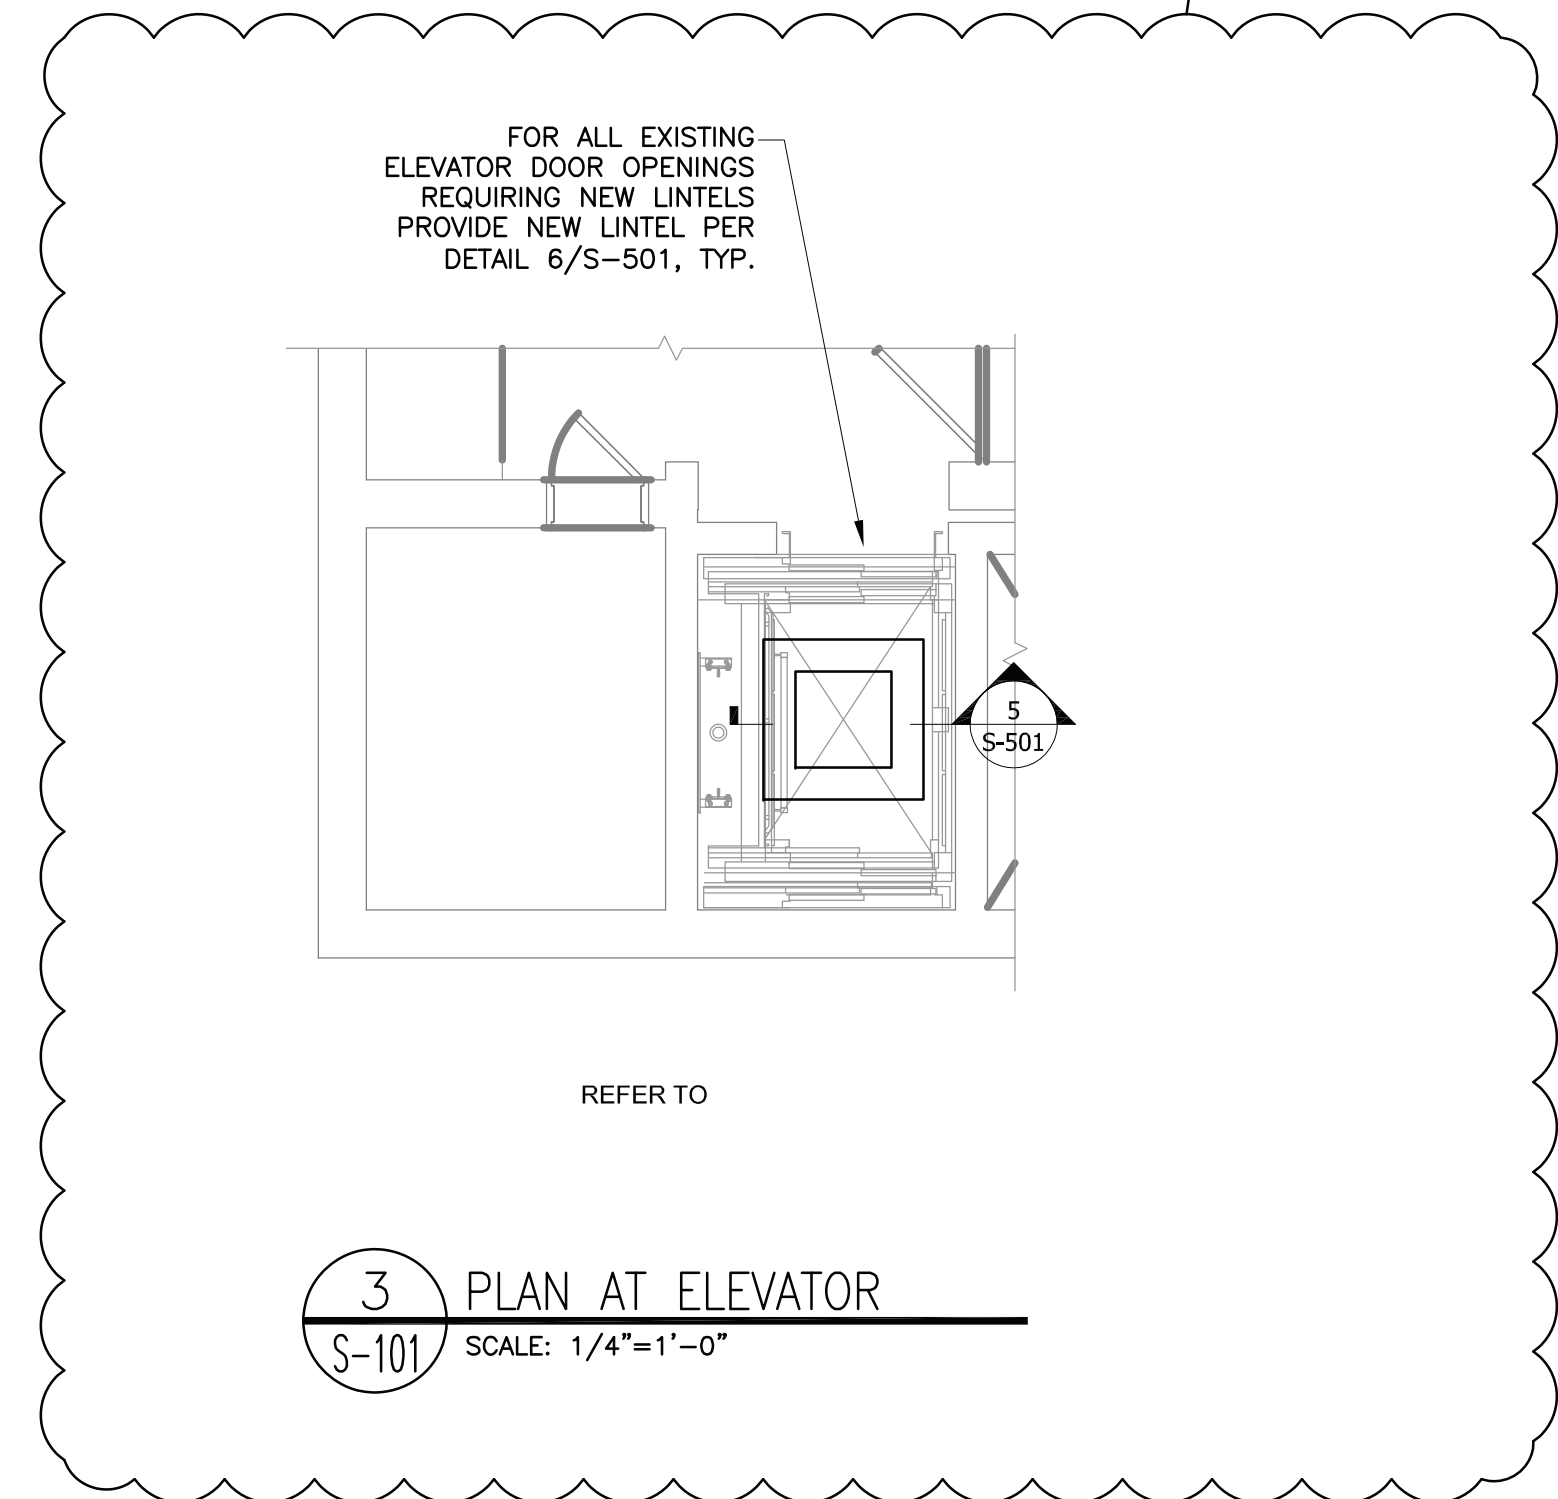 FOR ALL EXISTING
ELEVATOR DOOR OPENINGS
REQUIRING NEW LINTELS
PROVIDE NEW LINTEL PER
DETAIL 6/S-501, TYP.
5
S-501
REFER TO
3
S-101
PLAN AT ELEVATOR
SCALE: 1/4"=1'-0"